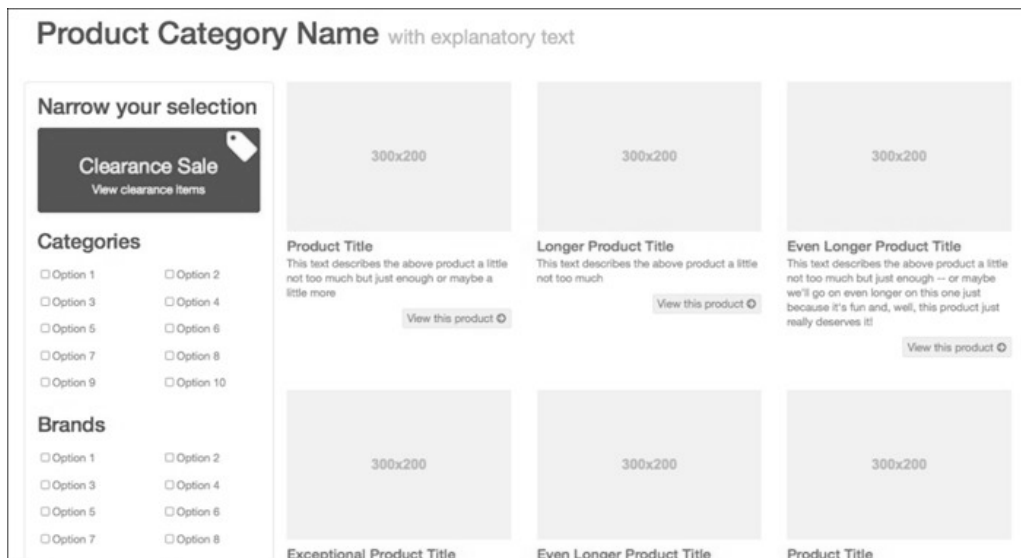 Product Category Name with explanatory text
Narrow your selection
Clearance Sale
View clearance items
Categories
Option 1
Option 2
Option 3
Option 4
Option 5
Option 6
Option 7
Option 8
Option 9
Option 10
Brands
Option 1
Option 2
Option 3
Option 4
Option 5
Option 6
Option 7
Option 8
300x200
Product Title
This text describes the above product a little
not too much but just enough or maybe a
little more
View this product
300x200
Longer Product Title
This text describes the above product a little
not too much
View this product
300x200
Even Longer Product Title
This text describes the above product a little
not too much but just enough -- or maybe
we'll go on even longer on this one just
because it's fun and, well, this product just
really deserves it!
View this product
300x200
Exceptional Product Title
300x200
Even Longer Product Title
300x200
Product Title